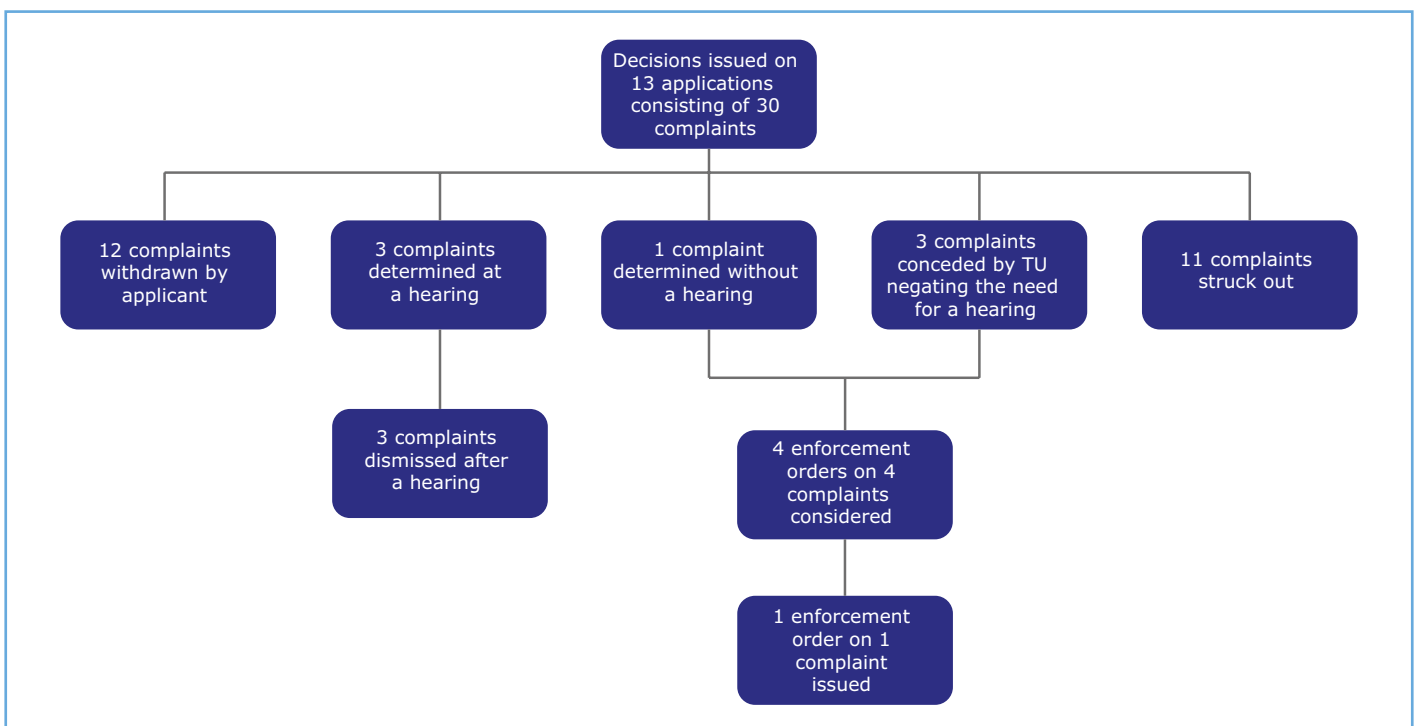 Decisions issued on
13 applications
consisting of 30
complaints
12 complaints
withdrawn by
applicant
3 complaints
determined at
a hearing
1 complaint
determined without
a hearing
3 complaints
conceded by TU
negating the need
for a hearing
11 complaints
struck out
3 complaints
dismissed after
a hearing
4 enforcement
orders on 4
complaints
considered
1 enforcement
order on 1
complaint
issued